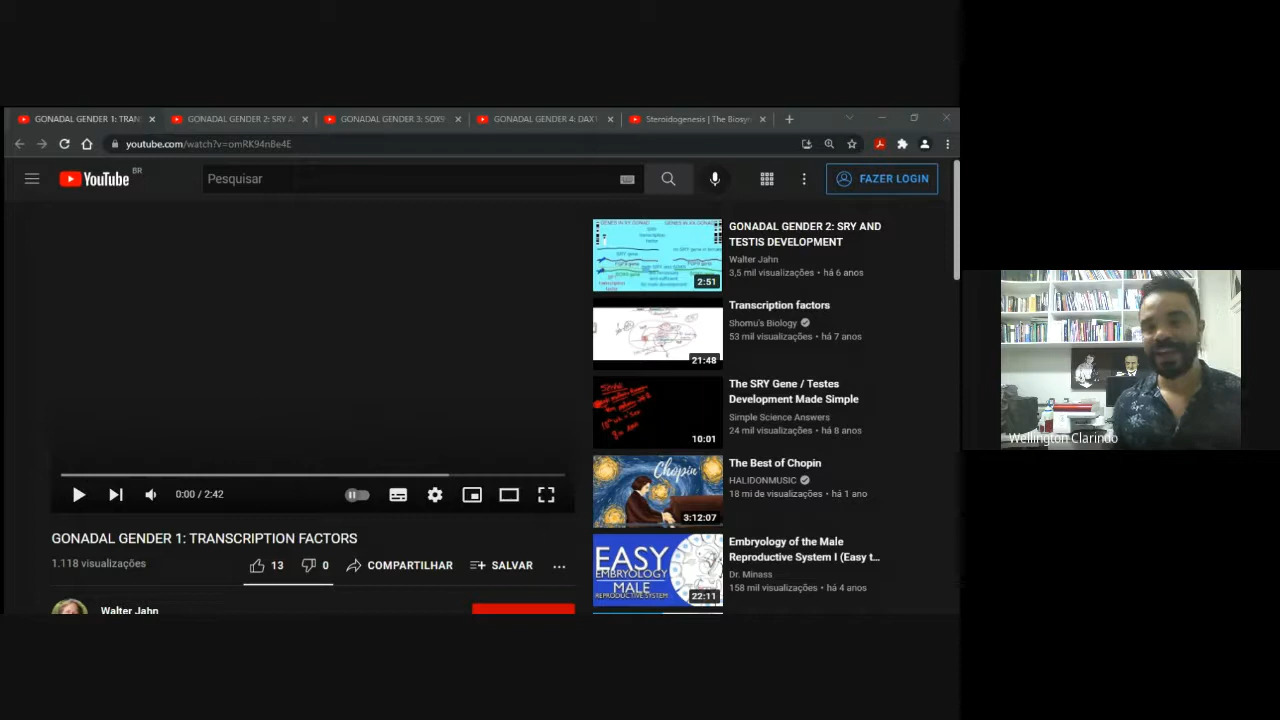 GONADAL GENDER 1: TRAN
GONADAL GENDER 2: SRY A
GONADAL GENDER 3: SOX9
GONADAL GENDER 4: DAX1
Steroidogenesis | The Biosyn
youtube.com/watch?v=omRK94nBe4E
YouTube BR
Pesquisar
FAZER LOGIN
0:00 / 2:42
GONADAL GENDER 1: TRANSCRIPTION FACTORS
1.118 visualizações
13
0
COMPARTILHAR
SALVAR
Walter Jahn
2:51
GONADAL GENDER 2: SRY AND
TESTIS DEVELOPMENT
Walter Jahn
3,5 mil visualizações • há 6 anos
21:48
Transcription factors
Shomu's Biology
53 mil visualizações • há 7 anos
10:01
The SRY Gene / Testes
Development Made Simple
Simple Science Answers
24 mil visualizações • há 8 anos
Chopin
3:12:07
The Best of Chopin
HALIDONMUSIC
18 mi de visualizações • há 1 ano
EASY
EMBRYOLOGY
MALE
REPRODUCTIVE SYSTEM
22:11
Embryology of the Male
Reproductive System I (Easy t...
Dr. Minass
158 mil visualizações • há 4 anos
Wellington Clarindo